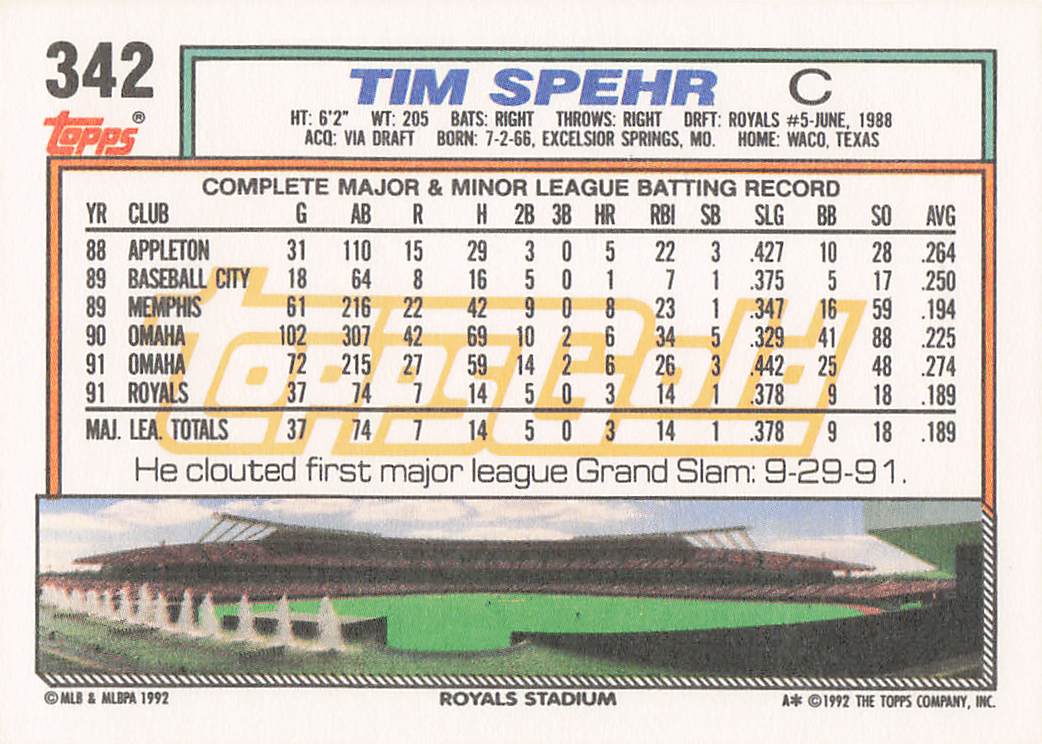 342
Topps®
TIM SPEHR C
HT: 6'2" WT: 205 BATS: RIGHT THROWS: RIGHT DRFT: ROYALS #5-JUNE, 1988
ACQ: VIA DRAFT BORN: 7-2-66, EXCELSIOR SPRINGS, MO. HOME: WACO, TEXAS
COMPLETE MAJOR & MINOR LEAGUE BATTING RECORD
YR CLUB G AB R H 2B 3B HR RBI SB SLG BB SO AVG
88 APPLETON 31 110 15 29 3 0 5 22 3 .427 10 28 .264
89 BASEBALL CITY 18 64 8 16 5 0 1 7 1 .375 5 17 .250
89 MEMPHIS 61 216 22 42 9 0 8 23 1 .347 16 59 .194
90 OMAHA 102 307 42 69 10 2 6 34 5 .329 41 88 .225
91 OMAHA 72 215 27 59 14 2 6 26 3 .442 25 48 .274
91 ROYALS 37 74 7 14 5 0 3 14 1 .378 9 18 .189
MAJ. LEA. TOTALS 37 74 7 14 5 0 3 14 1 .378 9 18 .189
ToppsGold
He clouted first major league Grand Slam: 9-29-91.
©MLB & MLBPA 1992 ROYALS STADIUM A* ©1992 THE TOPPS COMPANY, INC.